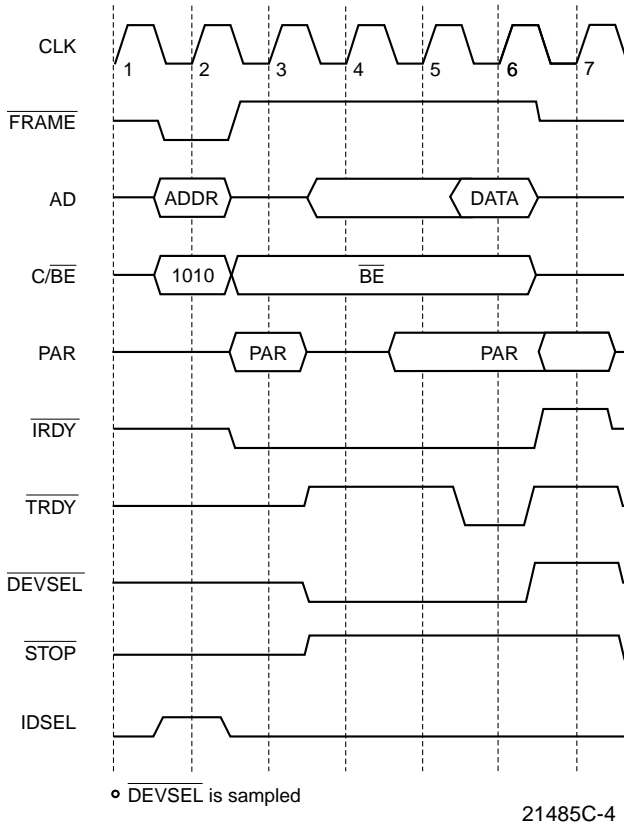 CLK
1 2 3 4 5 6 7
FRAME
AD
ADDR
DATA
C/BE
1010
BE
PAR
PAR
PAR
IRDY
TRDY
DEVSEL
STOP
IDSEL
DEVSEL is sampled
21485C-4